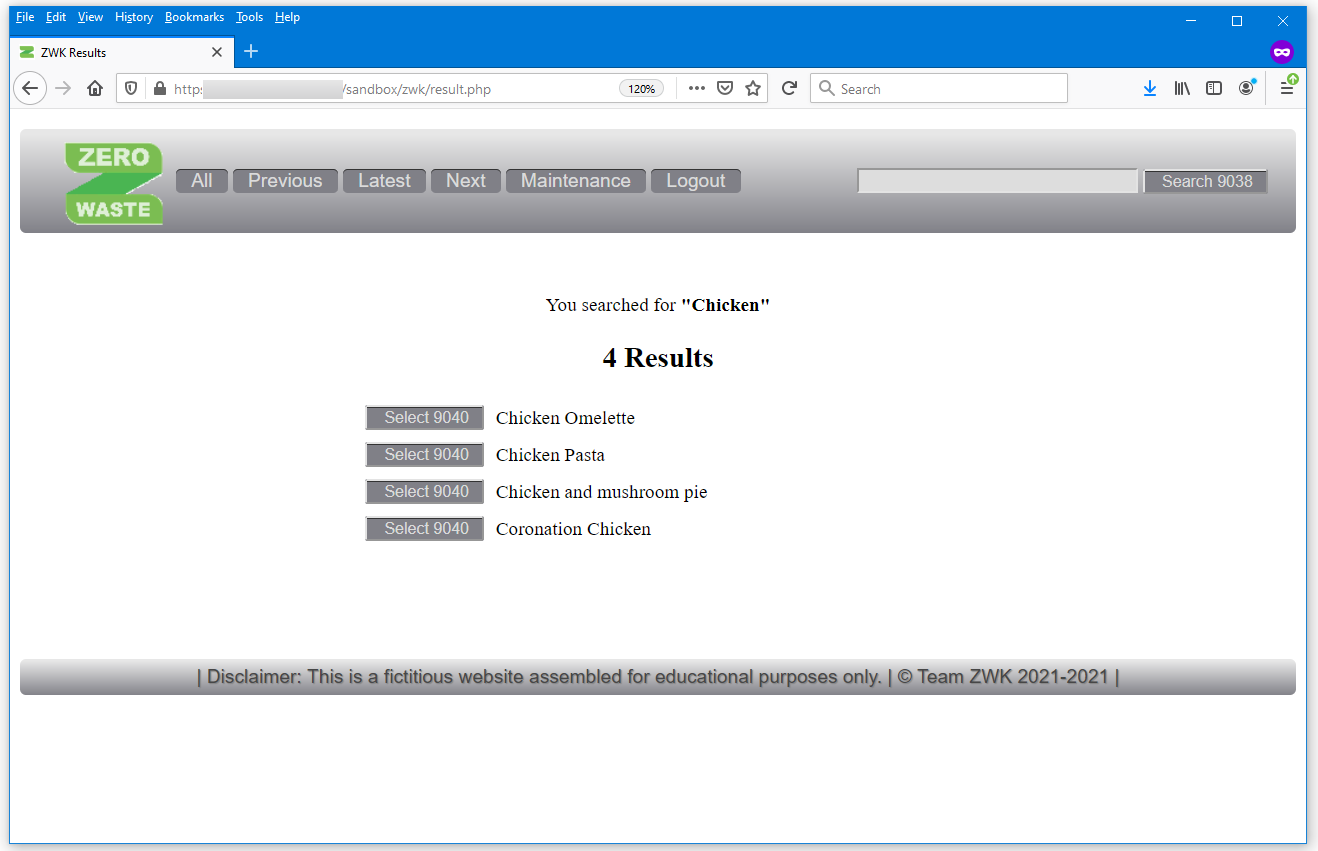 File Edit View History Bookmarks Tools Help
ZWK Results
http: /sandbox/zwk/result.php 120% Search
ZERO
WASTE
All Previous Latest Next Maintenance Logout Search 9038
You searched for "Chicken"
4 Results
Select 9040 Chicken Omelette
Select 9040 Chicken Pasta
Select 9040 Chicken and mushroom pie
Select 9040 Coronation Chicken
| Disclaimer: This is a fictitious website assembled for educational purposes only. | © Team ZWK 2021-2021 |